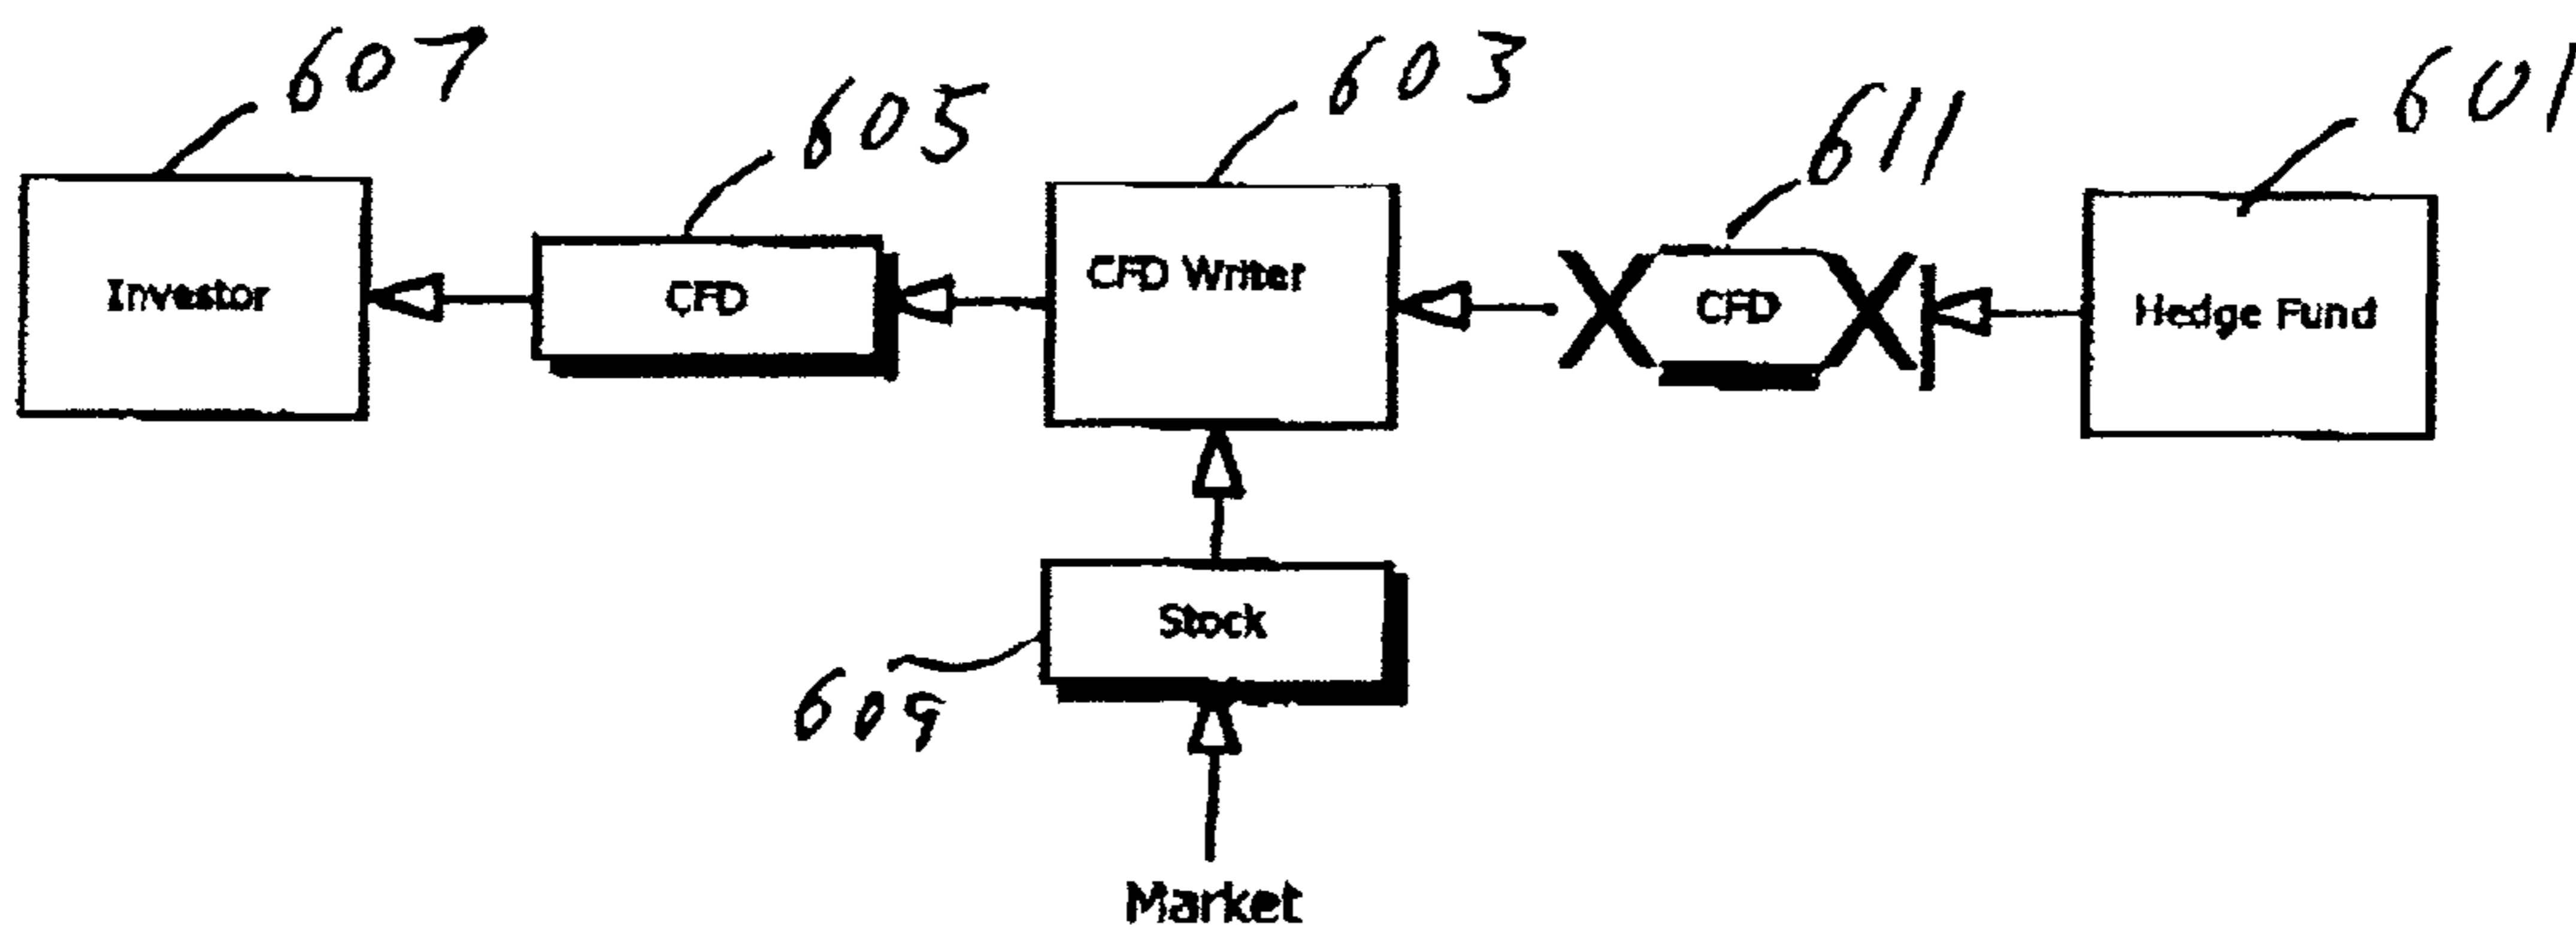 607
605
603
611
601
Investor
CFD
CFD Writer
CFD
Hedge Fund
Stock
609
Market